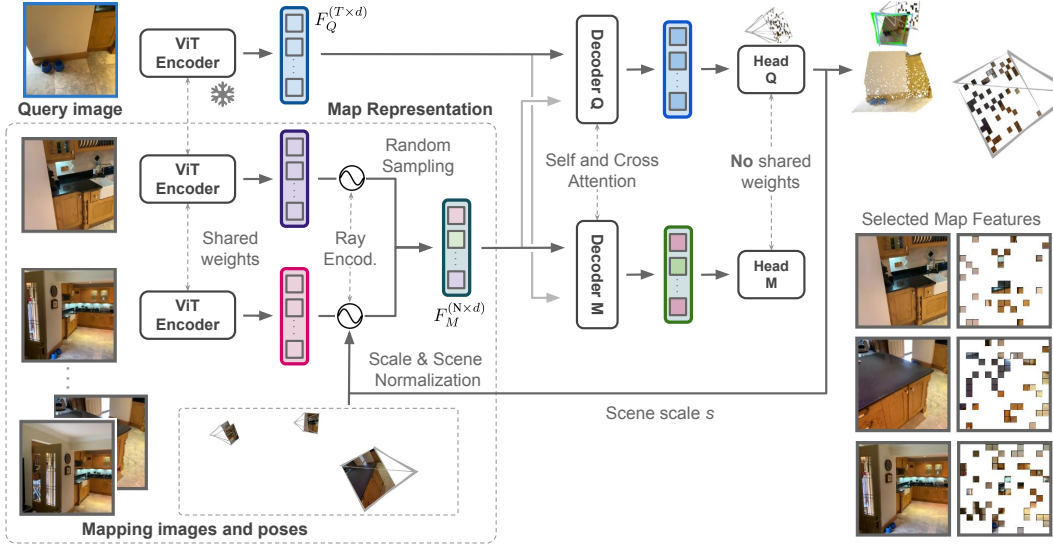 Query image
ViT
Encoder
F_Q^{(T×d)}
Decoder Q
Head
Q
Map Representation
ViT
Encoder
Random
Sampling
Shared
weights
Ray
Encod.
Self and Cross
Attention
No shared
weights
ViT
Encoder
F_M^{(N×d)}
Decoder M
Head
M
Scale & Scene
Normalization
Scene scale s
Mapping images and poses
Selected Map Features